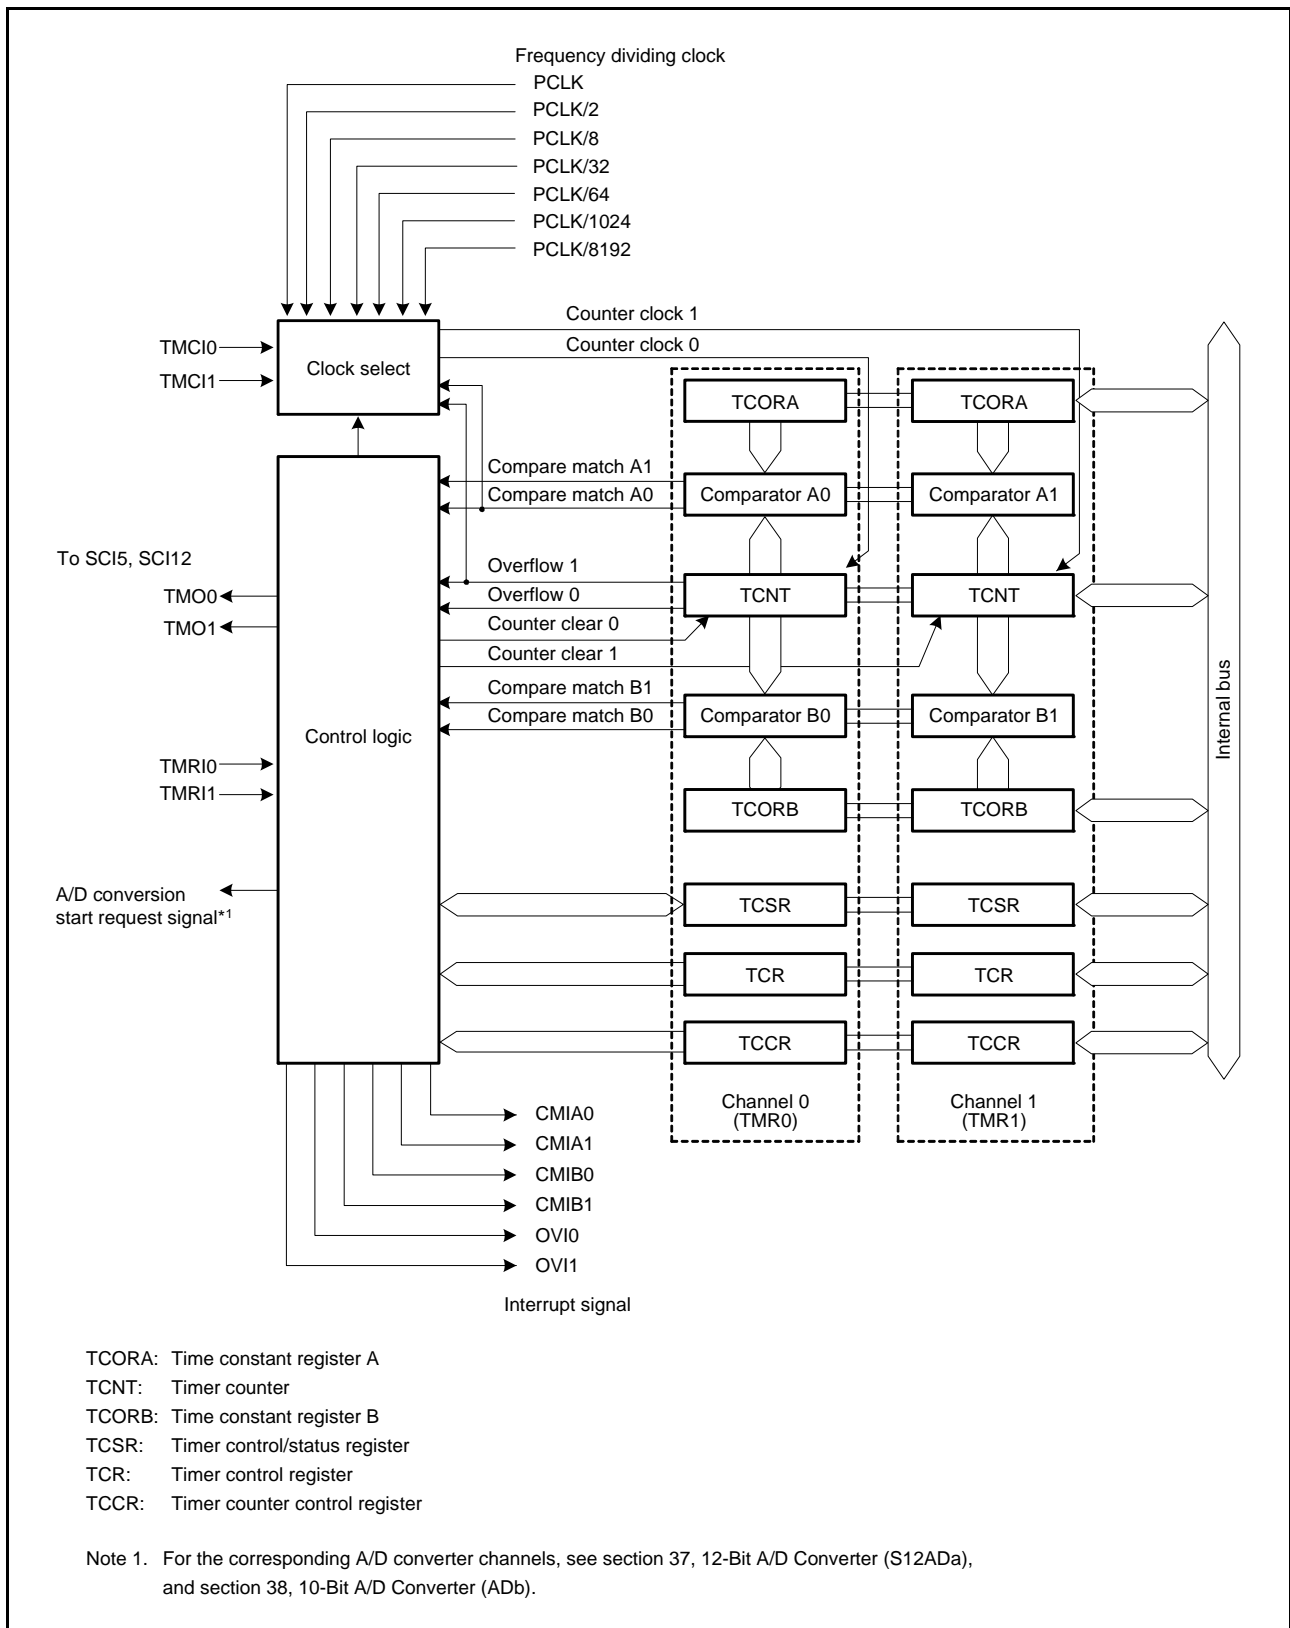 Frequency dividing clock
PCLK
PCLK/2
PCLK/8
PCLK/32
PCLK/64
PCLK/1024
PCLK/8192
Counter clock 1
Counter clock 0
TMCI0
TMCI1
Clock select
TCORA
TCORA
Compare match A1
Compare match A0
Comparator A0
Comparator A1
To SCI5, SCI12
TMO0
TMO1
Overflow 1
Overflow 0
TCNT
TCNT
Counter clear 0
Counter clear 1
Compare match B1
Compare match B0
Comparator B0
Comparator B1
Control logic
Internal bus
TMRI0
TMRI1
TCORB
TCORB
A/D conversion
start request signal*1
TCSR
TCSR
TCR
TCR
TCCR
TCCR
Channel 0
(TMR0)
Channel 1
(TMR1)
CMIA0
CMIA1
CMIB0
CMIB1
OVI0
OVI1
Interrupt signal
TCORA: Time constant register A
TCNT: Timer counter
TCORB: Time constant register B
TCSR: Timer control/status register
TCR: Timer control register
TCCR: Timer counter control register
Note 1. For the corresponding A/D converter channels, see section 37, 12-Bit A/D Converter (S12ADa),
and section 38, 10-Bit A/D Converter (ADb).